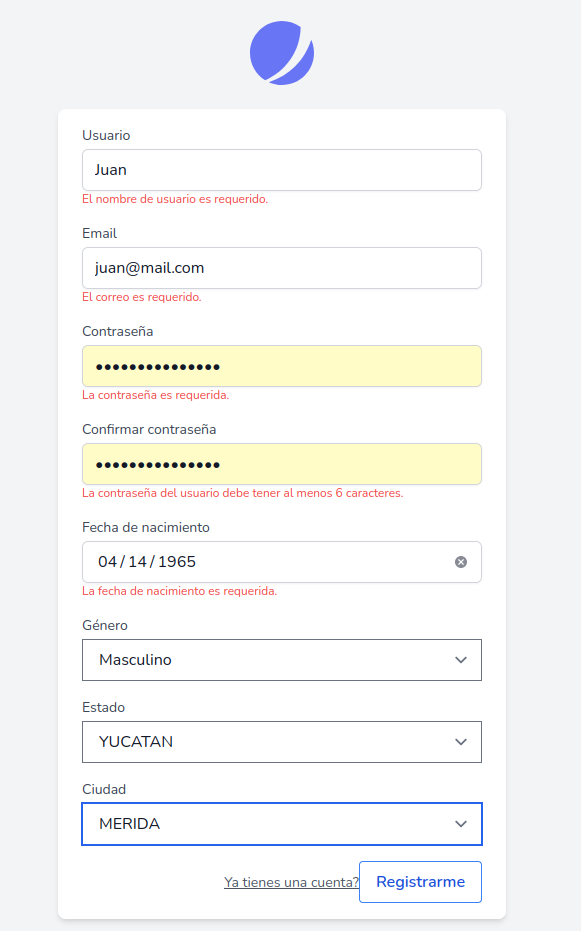 Usuario
Juan
El nombre de usuario es requerido.
Email
juan@mail.com
El correo es requerido.
Contraseña
•••••••••••••••
La contraseña es requerida.
Confirmar contraseña
•••••••••••••••
La contraseña del usuario debe tener al menos 6 caracteres.
Fecha de nacimiento
04 / 14 / 1965
La fecha de nacimiento es requerida.
Género
Masculino
Estado
YUCATAN
Ciudad
MERIDA
Ya tienes una cuenta? Registrarme